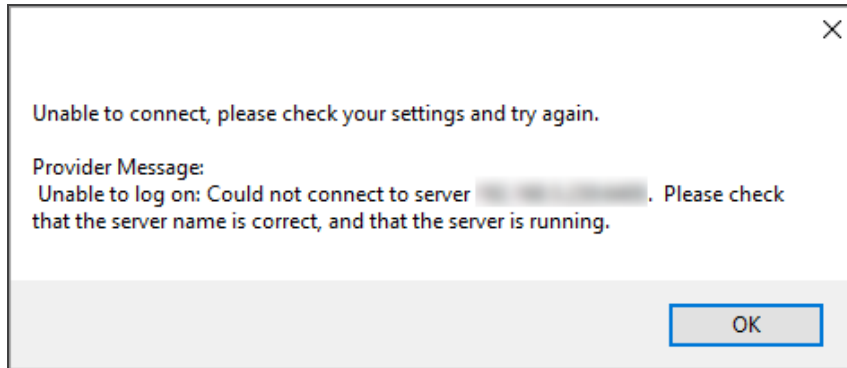 Unable to connect, please check your settings and try again.
Provider Message:
Unable to log on: Could not connect to server . Please check
that the server name is correct, and that the server is running.
OK